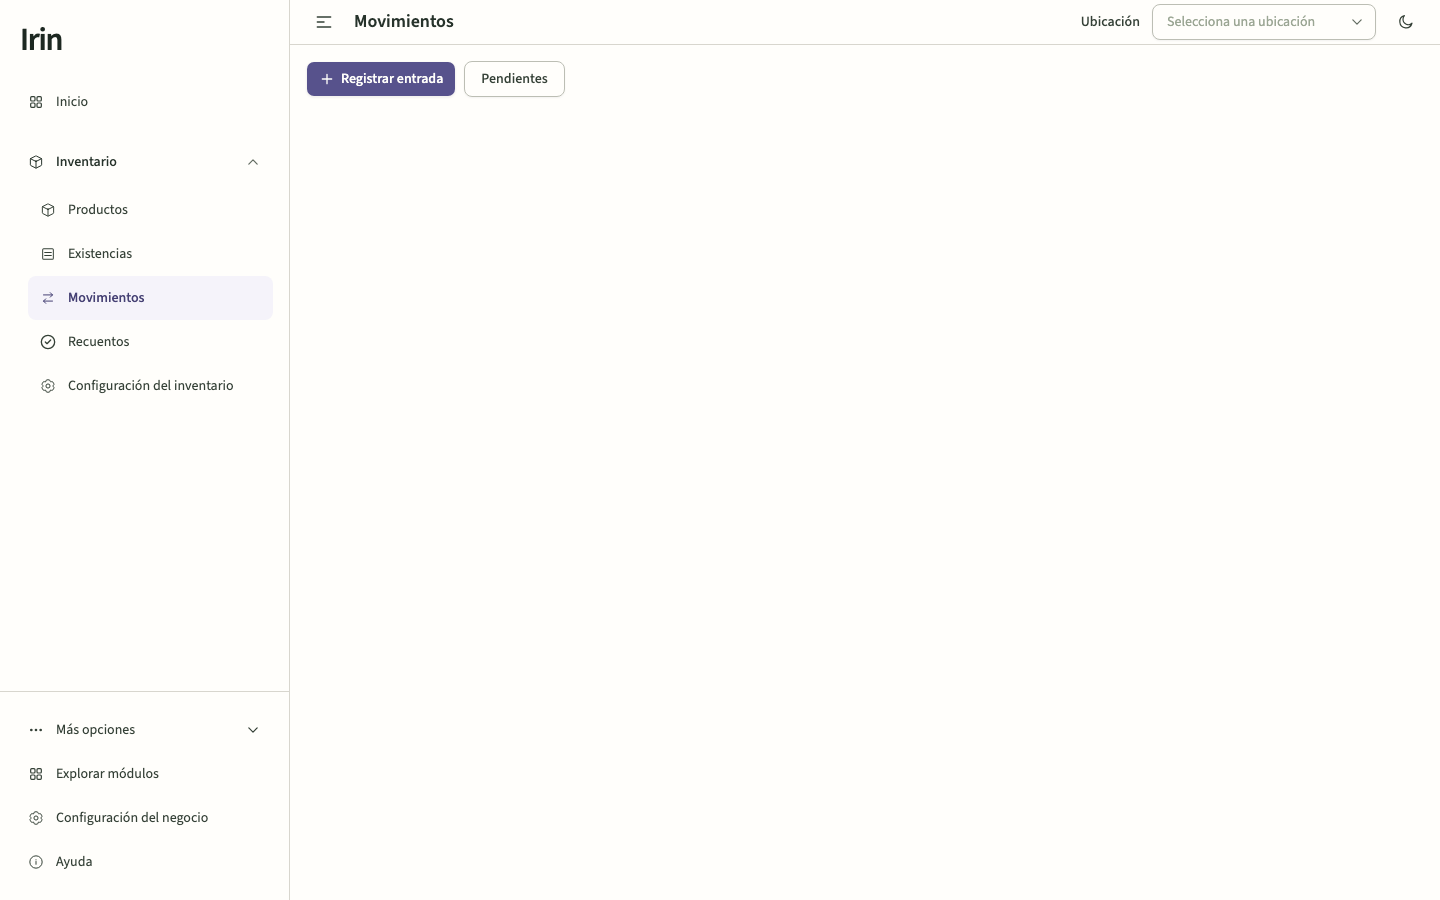 Irin
Inicio
Inventario
Productos
Existencias
Movimientos
Recuentos
Configuración del inventario
Más opciones
Explorar módulos
Configuración del negocio
Ayuda
Movimientos
Ubicación
Selecciona una ubicación
Registrar entrada
Pendientes